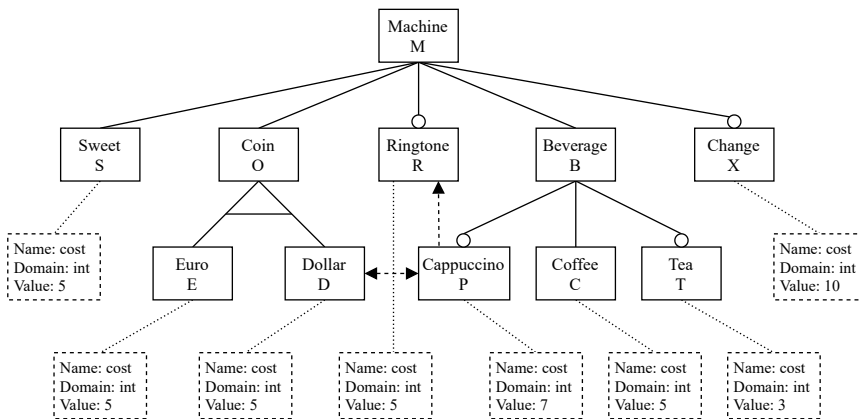 Machine
M
Sweet
S
Coin
O
Ringtone
R
Beverage
B
Change
X
Name: cost
Domain: int
Value: 5
Euro
E
Dollar
D
Cappuccino
P
Coffee
C
Tea
T
Name: cost
Domain: int
Value: 10
Name: cost
Domain: int
Value: 5
Name: cost
Domain: int
Value: 5
Name: cost
Domain: int
Value: 5
Name: cost
Domain: int
Value: 7
Name: cost
Domain: int
Value: 5
Name: cost
Domain: int
Value: 3